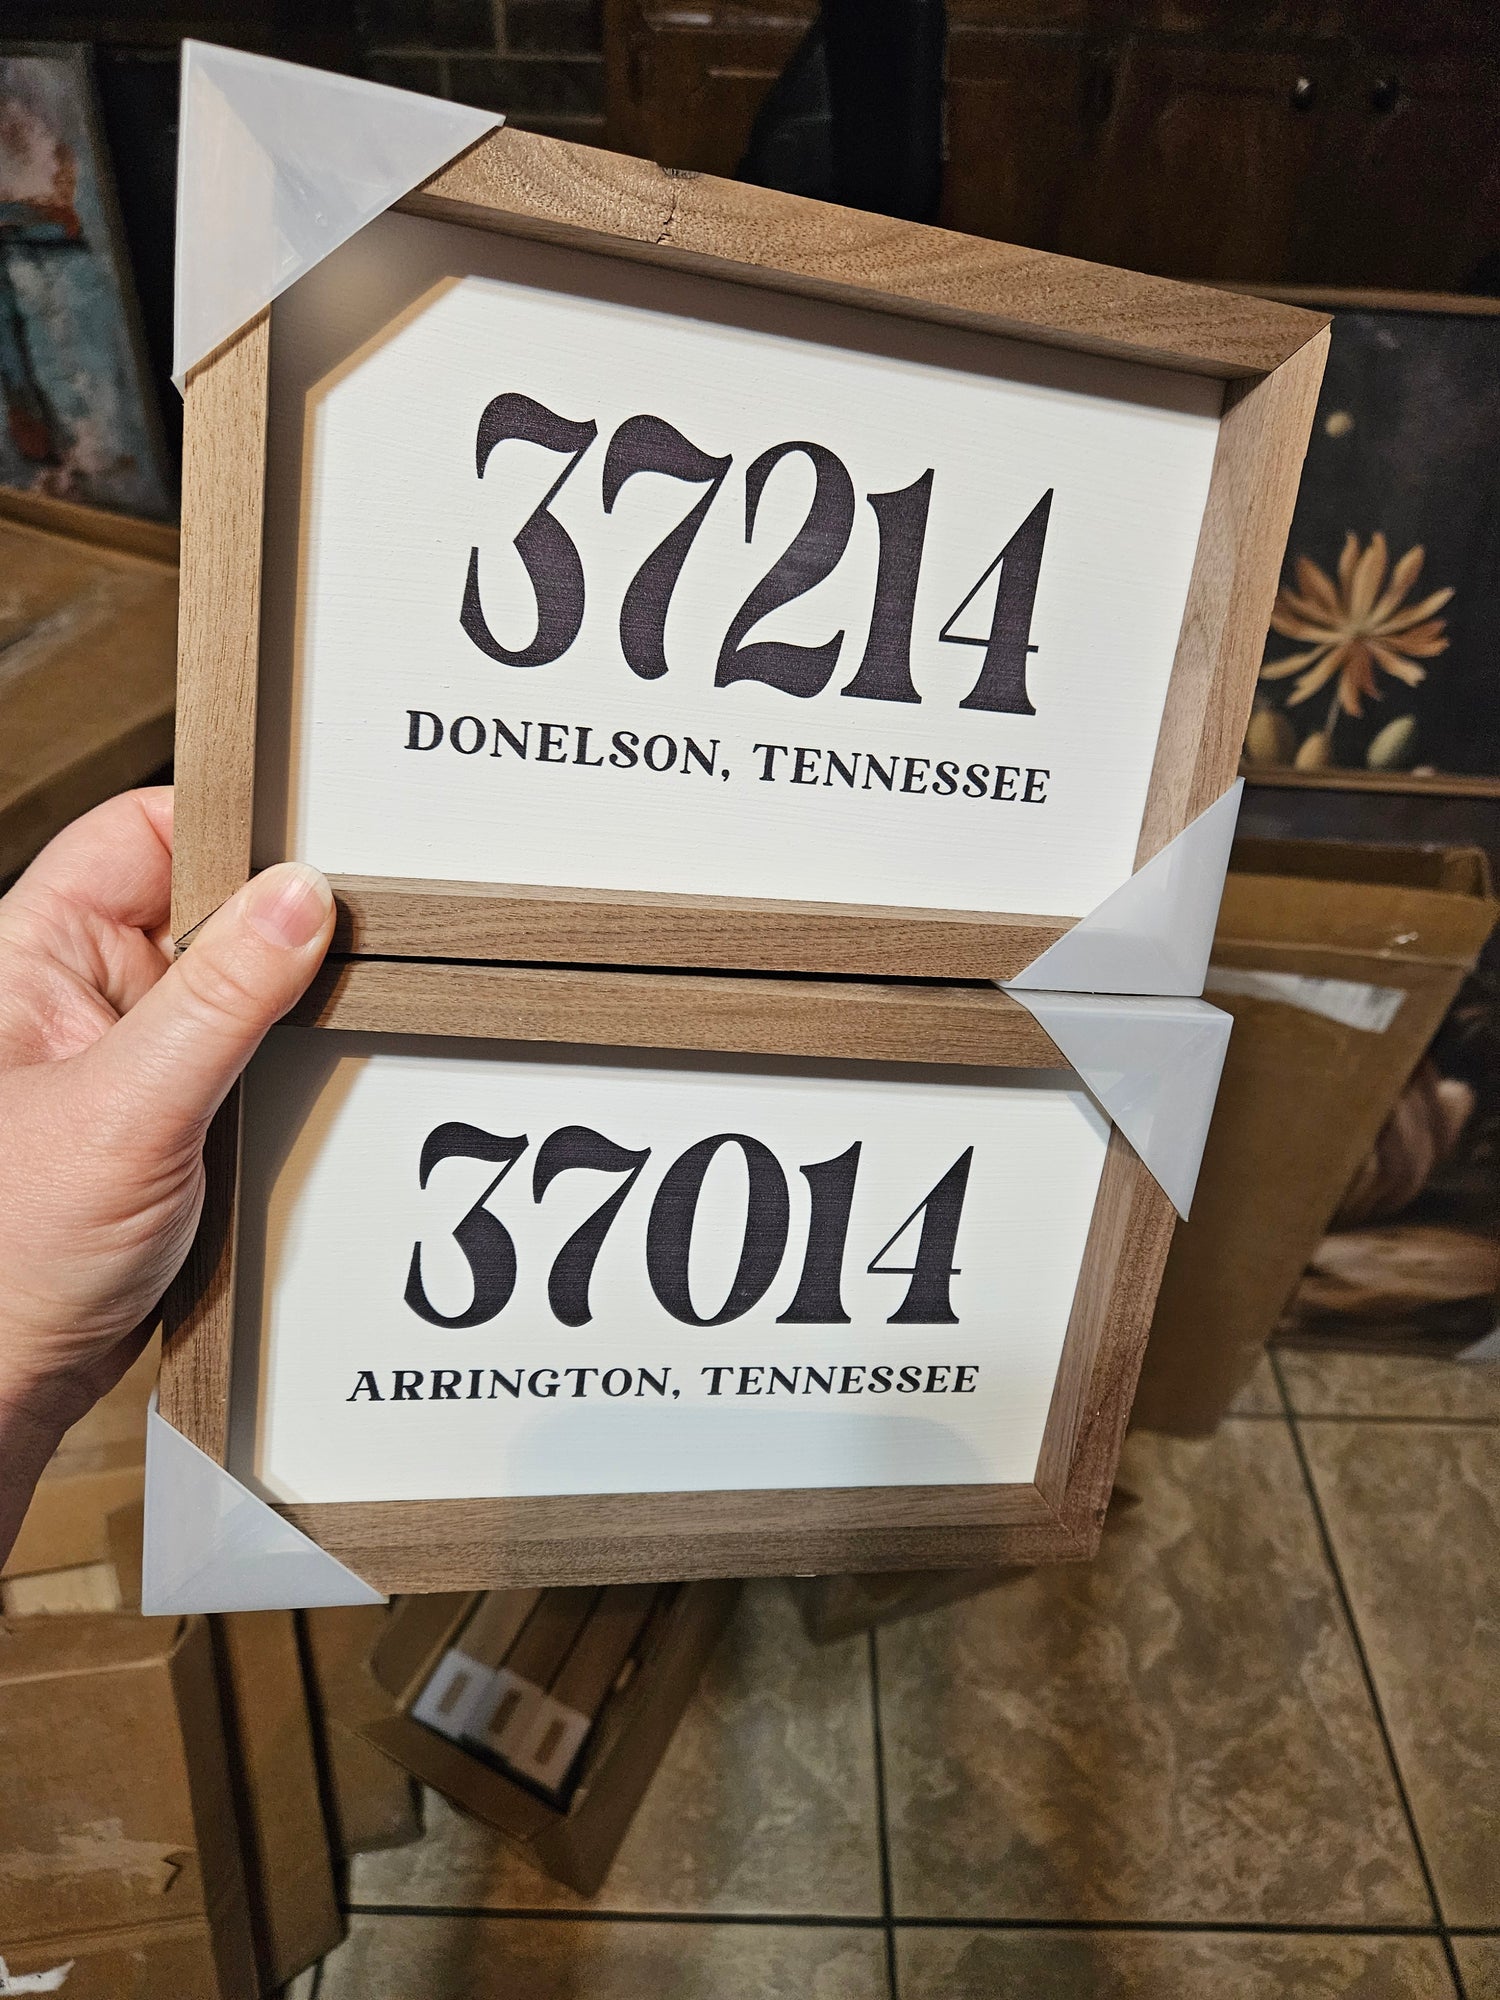 37214
DONELSON, TENNESSEE
37014
ARRINGTON, TENNESSEE